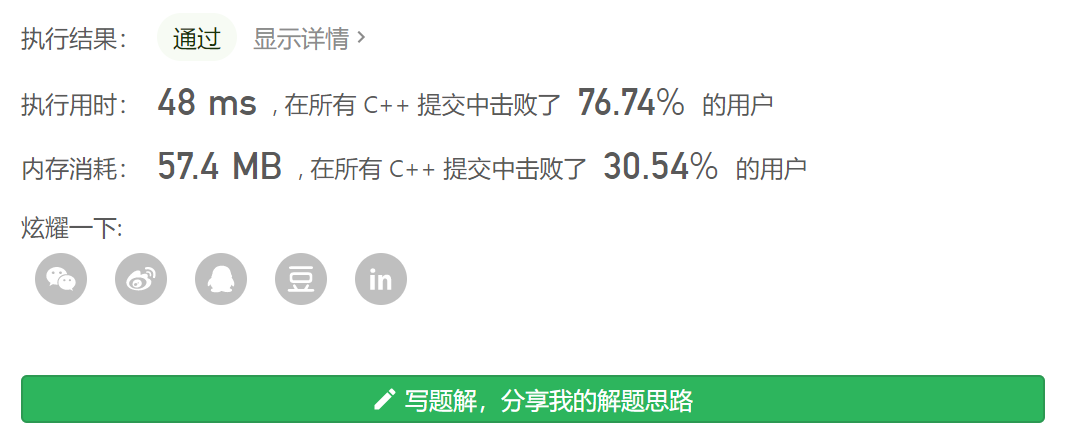 执行结果： 通过 显示详情 >
执行用时： 48 ms ，在所有 C++ 提交中击败了 76.74% 的用户
内存消耗： 57.4 MB ，在所有 C++ 提交中击败了 30.54% 的用户
炫耀一下:
豆 in
写题解，分享我的解题思路